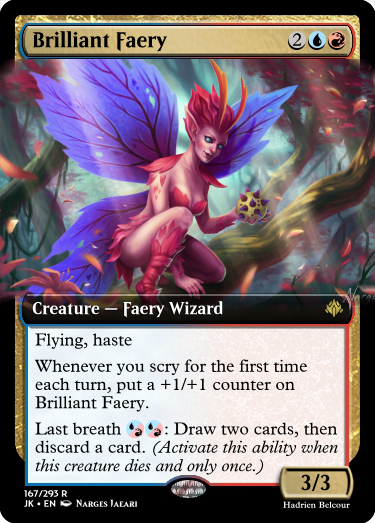 Brilliant Faery 2
Creature — Faery Wizard
Flying, haste
Whenever you scry for the first time
each turn, put a +1/+1 counter on
Brilliant Faery.
Last breath : Draw two cards, then
discard a card. (Activate this ability when
this creature dies and only once.)
3/3
167/293 R
JK • EN Narges Jafari
Hadrien Belcour